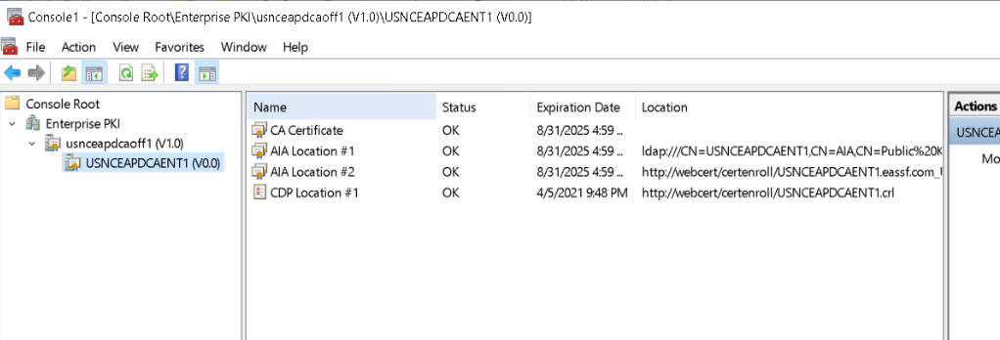 Console1 - [Console Root\Enterprise PKI\usnceapdcaoff1 (V1.0)\USNCEAPDCAENT1 (V0.0)]
File Action View Favorites Window Help
Console Root
Enterprise PKI
usnceapdcaoff1 (V1.0)
USNCEAPDCAENT1 (V0.0)
Name Status Expiration Date Location
CA Certificate OK 8/31/2025 4:59 ...
AIA Location #1 OK 8/31/2025 4:59 ... ldap:///CN=USNCEAPDCAENT1,CN=AIA,CN=Public%20K
AIA Location #2 OK 8/31/2025 4:59 ... http://webcert/certenroll/USNCEAPDCAENT1.eassf.com_
CDP Location #1 OK 4/5/2021 9:48 PM http://webcert/certenroll/USNCEAPDCAENT1.crl
Actions
USNCEA
Mo